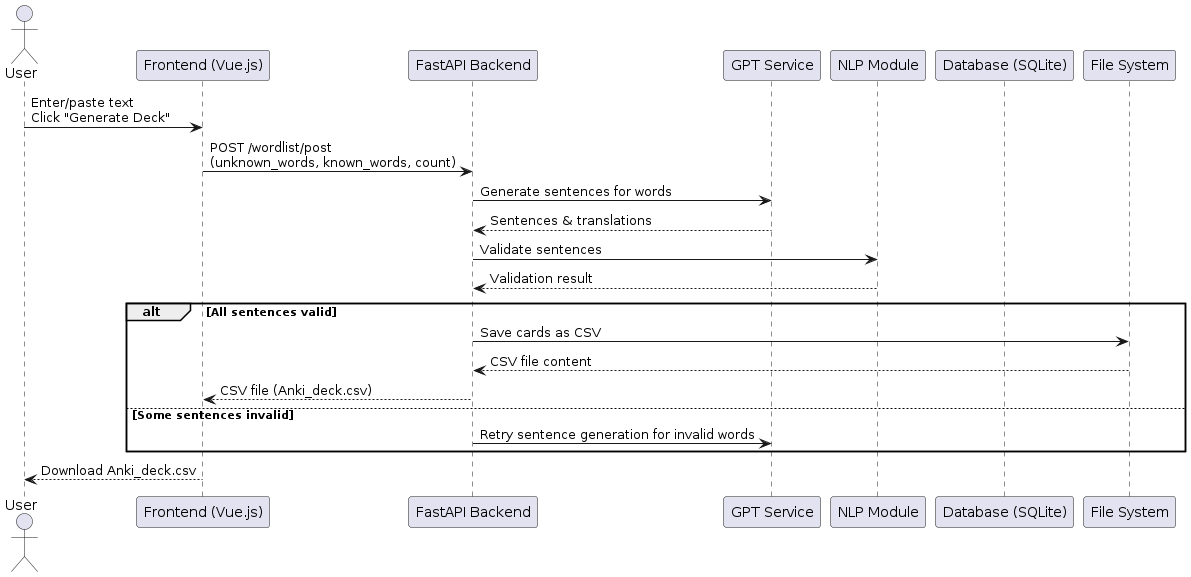 User
Frontend (Vue.js)
FastAPI Backend
GPT Service
NLP Module
Database (SQLite)
File System
Enter/paste text
Click "Generate Deck"
POST /wordlist/post
(unknown_words, known_words, count)
Generate sentences for words
Sentences & translations
Validate sentences
Validation result
alt
[All sentences valid]
Save cards as CSV
CSV file content
CSV file (Anki_deck.csv)
[Some sentences invalid]
Retry sentence generation for invalid words
Download Anki_deck.csv
User
Frontend (Vue.js)
FastAPI Backend
GPT Service
NLP Module
Database (SQLite)
File System